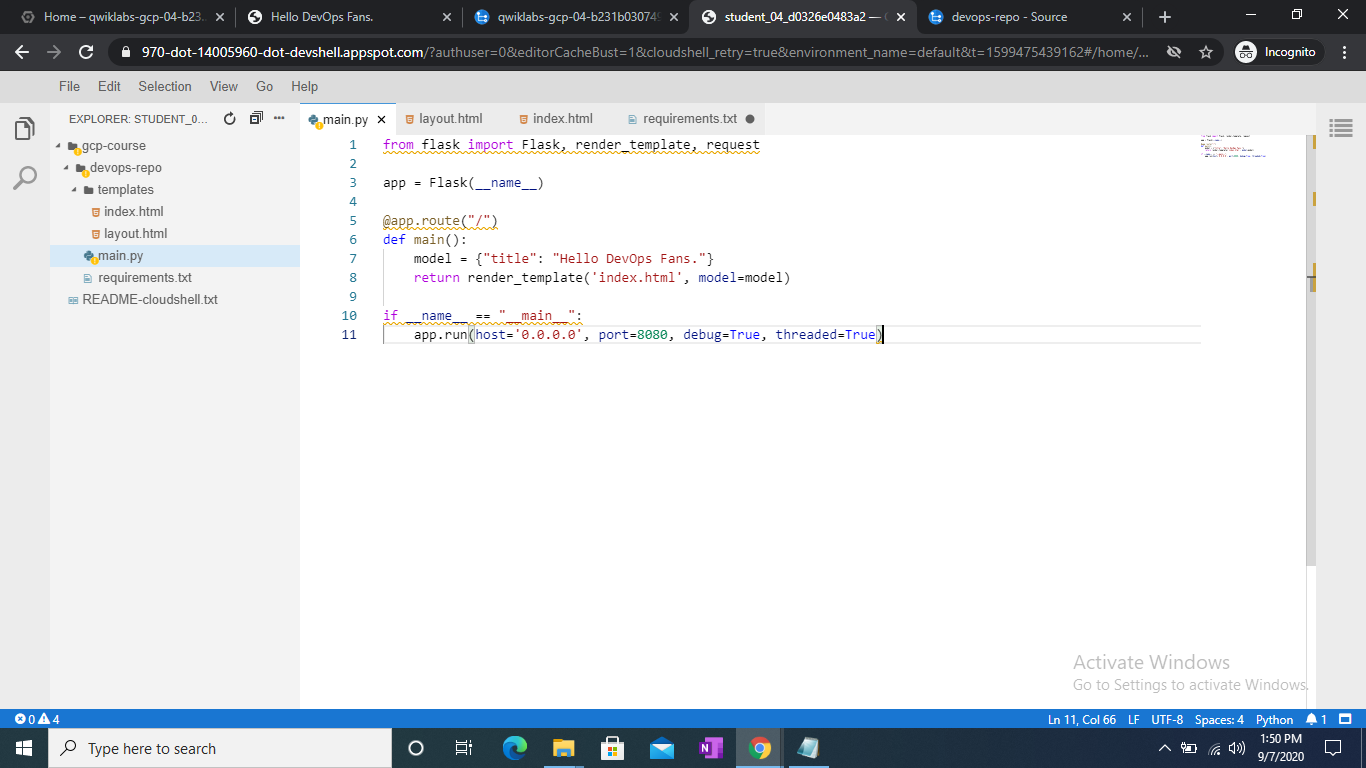 Home – qwiklabs-gcp-04-b23...
Hello DevOps Fans.
qwiklabs-gcp-04-b231b030749
student_04_d0326e0483a2 —
devops-repo - Source
970-dot-14005960-dot-devshell.appspot.com/?authuser=0&editorCacheBust=1&cloudshell_retry=true&environment_name=default&t=1599475439162#/home/...
Incognito
File Edit Selection View Go Help
EXPLORER: STUDENT_0...
gcp-course
devops-repo
templates
index.html
layout.html
main.py
requirements.txt
README-cloudshell.txt
main.py
layout.html
index.html
requirements.txt
1 from flask import Flask, render_template, request
2
3 app = Flask(__name__)
4
5 @app.route("/")
6 def main():
7     model = {"title": "Hello DevOps Fans."}
8     return render_template('index.html', model=model)
9
10 if __name__ == "__main__":
11     app.run(host='0.0.0.0', port=8080, debug=True, threaded=True)
Activate Windows
Go to Settings to activate Windows.
0 4
Ln 11, Col 66 LF UTF-8 Spaces: 4 Python 1
Type here to search
N
1:50 PM
9/7/2020